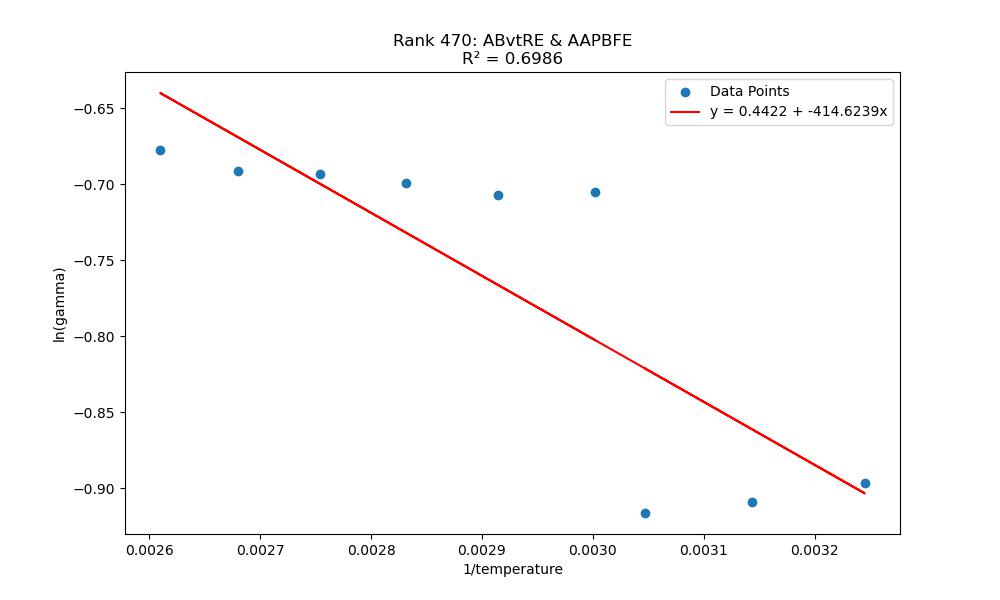 Rank 470: ABvtRE & AAPBFE
R² = 0.6986
Data Points
y = 0.4422 + -414.6239x
ln(gamma)
−0.65
−0.70
−0.75
−0.80
−0.85
−0.90
0.0026
0.0027
0.0028
0.0029
0.0030
0.0031
0.0032
1/temperature